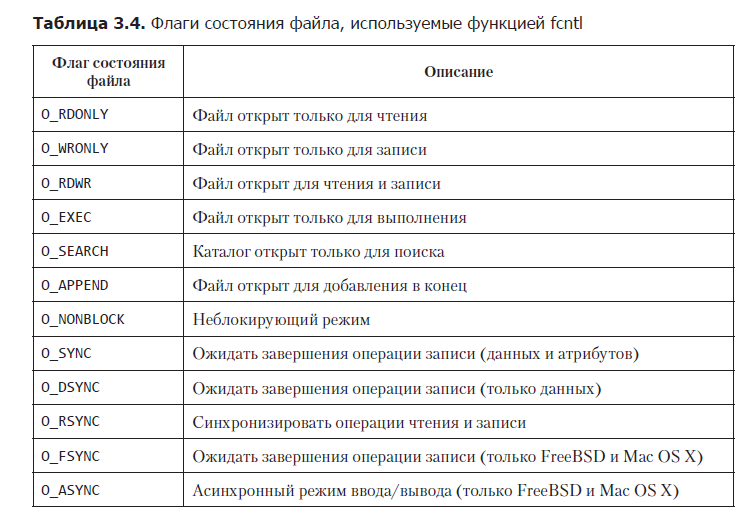 Таблица 3.4. Флаги состояния файла, используемые функцией fcntl
Флаг состояния
файла
Описание
O_RDONLY Файл открыт только для чтения
O_WRONLY Файл открыт только для записи
O_RDWR Файл открыт для чтения и записи
O_EXEC Файл открыт только для выполнения
O_SEARCH Каталог открыт только для поиска
O_APPEND Файл открыт для добавления в конец
O_NONBLOCK Неблокирующий режим
O_SYNC Ожидать завершения операции записи (данных и атрибутов)
O_DSYNC Ожидать завершения операции записи (только данных)
O_RSYNC Синхронизировать операции чтения и записи
O_FSYNC Ожидать завершения операции записи (только FreeBSD и Mac OS X)
O_ASYNC Асинхронный режим ввода/вывода (только FreeBSD и Mac OS X)